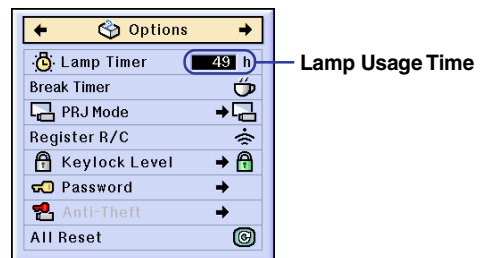 Options
Lamp Timer 49 h
Lamp Usage Time
Break Timer
PRJ Mode
Register R/C
Keylock Level
Password
Anti-Theft
All Reset